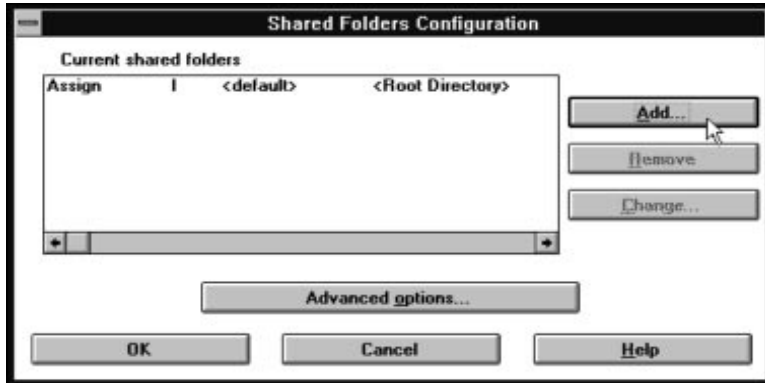 Shared Folders Configuration
Current shared folders
Assign I <default> <Root Directory>
Add...
Remove
Change...
Advanced options...
OK Cancel Help